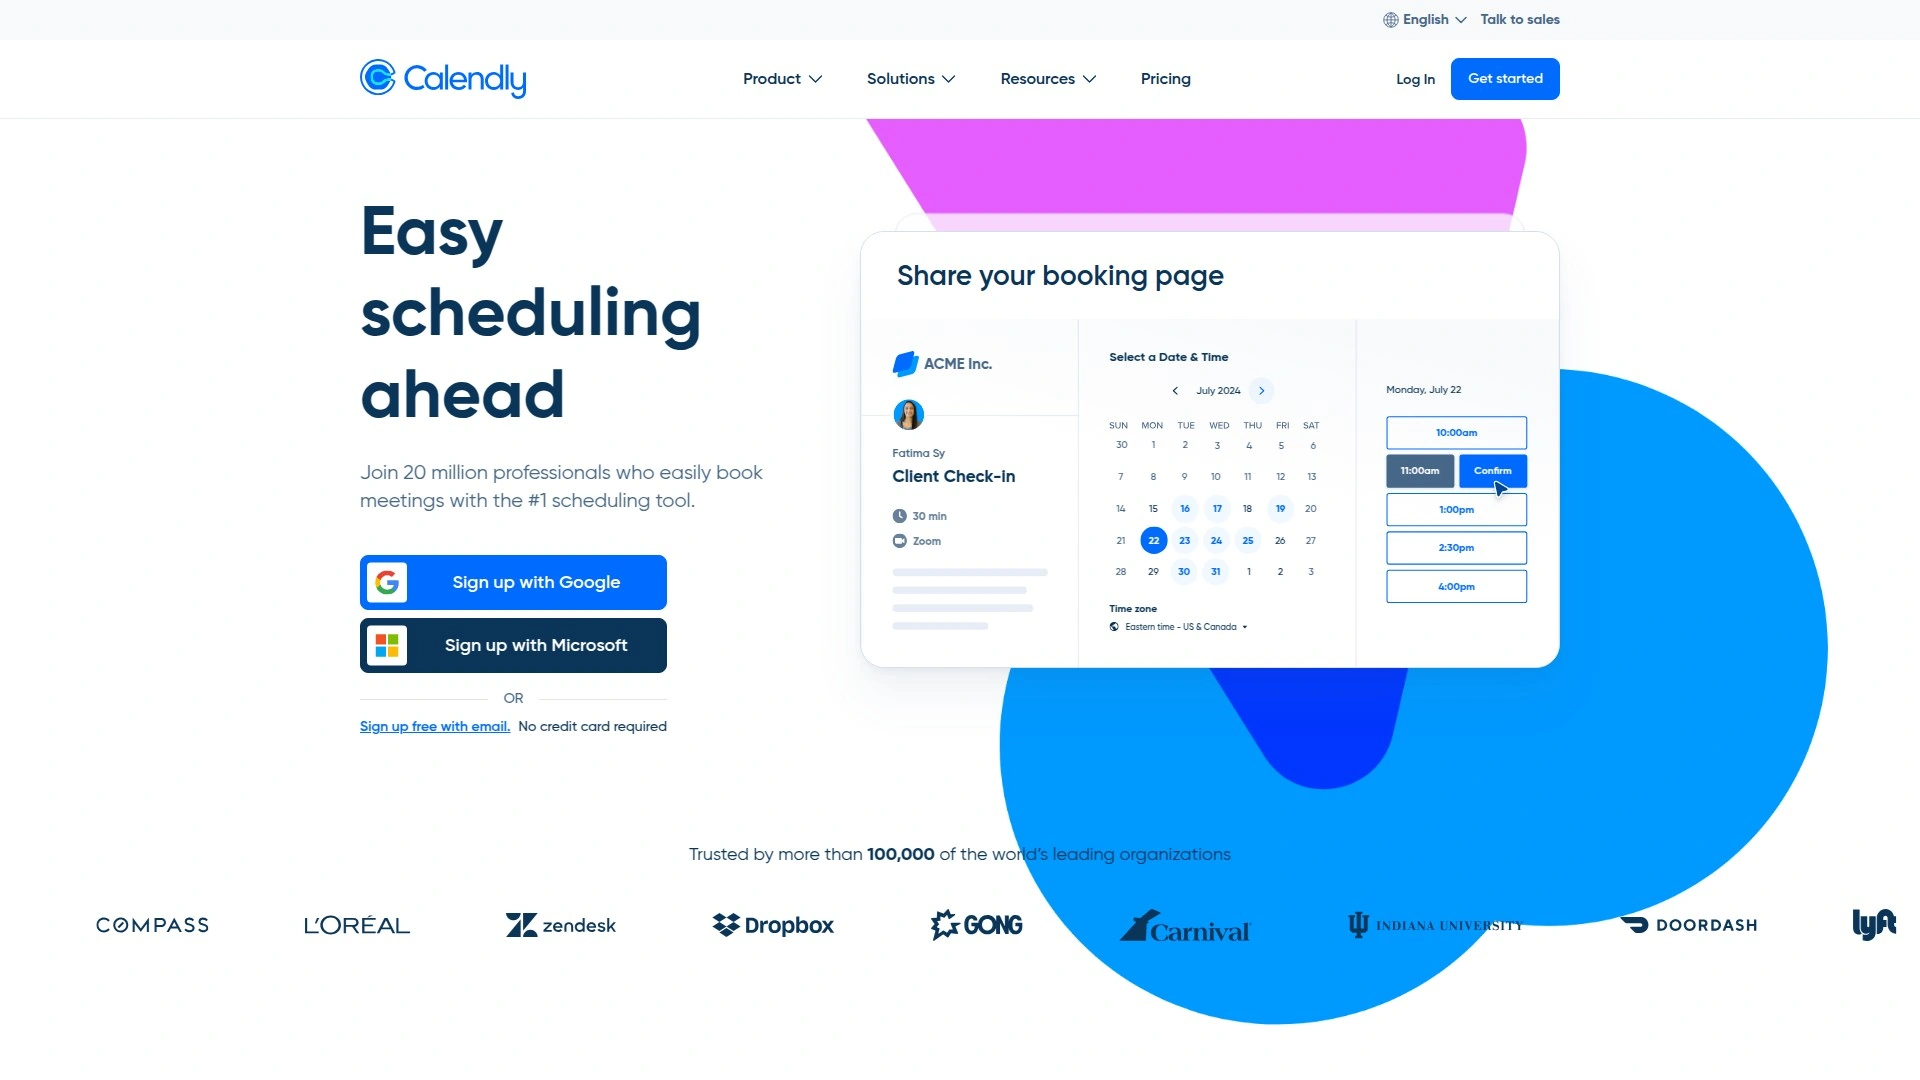 English
Talk to sales
Calendly
Product
Solutions
Resources
Pricing
Log In
Get started
Easy
scheduling
ahead
Join 20 million professionals who easily book
meetings with the #1 scheduling tool.
Sign up with Google
Sign up with Microsoft
OR
Sign up free with email. No credit card required
Share your booking page
ACME Inc.
Fatima Sy
Client Check-in
30 min
Zoom
Select a Date & Time
July 2024
SUN MON TUE WED THU FRI SAT
30 1 2 3 4 5 6
7 8 9 10 11 12 13
14 15 16 17 18 19 20
21 22 23 24 25 26 27
28 29 30 31 1 2 3
Time zone
Eastern time - US & Canada
Monday, July 22
10:00am
11:00am Confirm
1:00pm
2:30pm
4:00pm
Trusted by more than 100,000 of the world's leading organizations
COMPASS
L'ORÉAL
zendesk
Dropbox
GONG
Carnival
INDIANA UNIVERSITY
DOORDASH
lyft